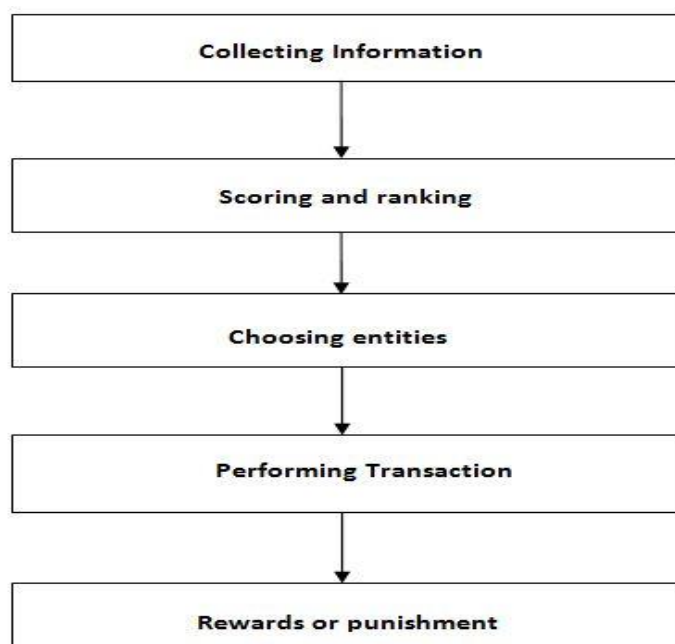 Collecting Information
Scoring and ranking
Choosing entities
Performing Transaction
Rewards or punishment